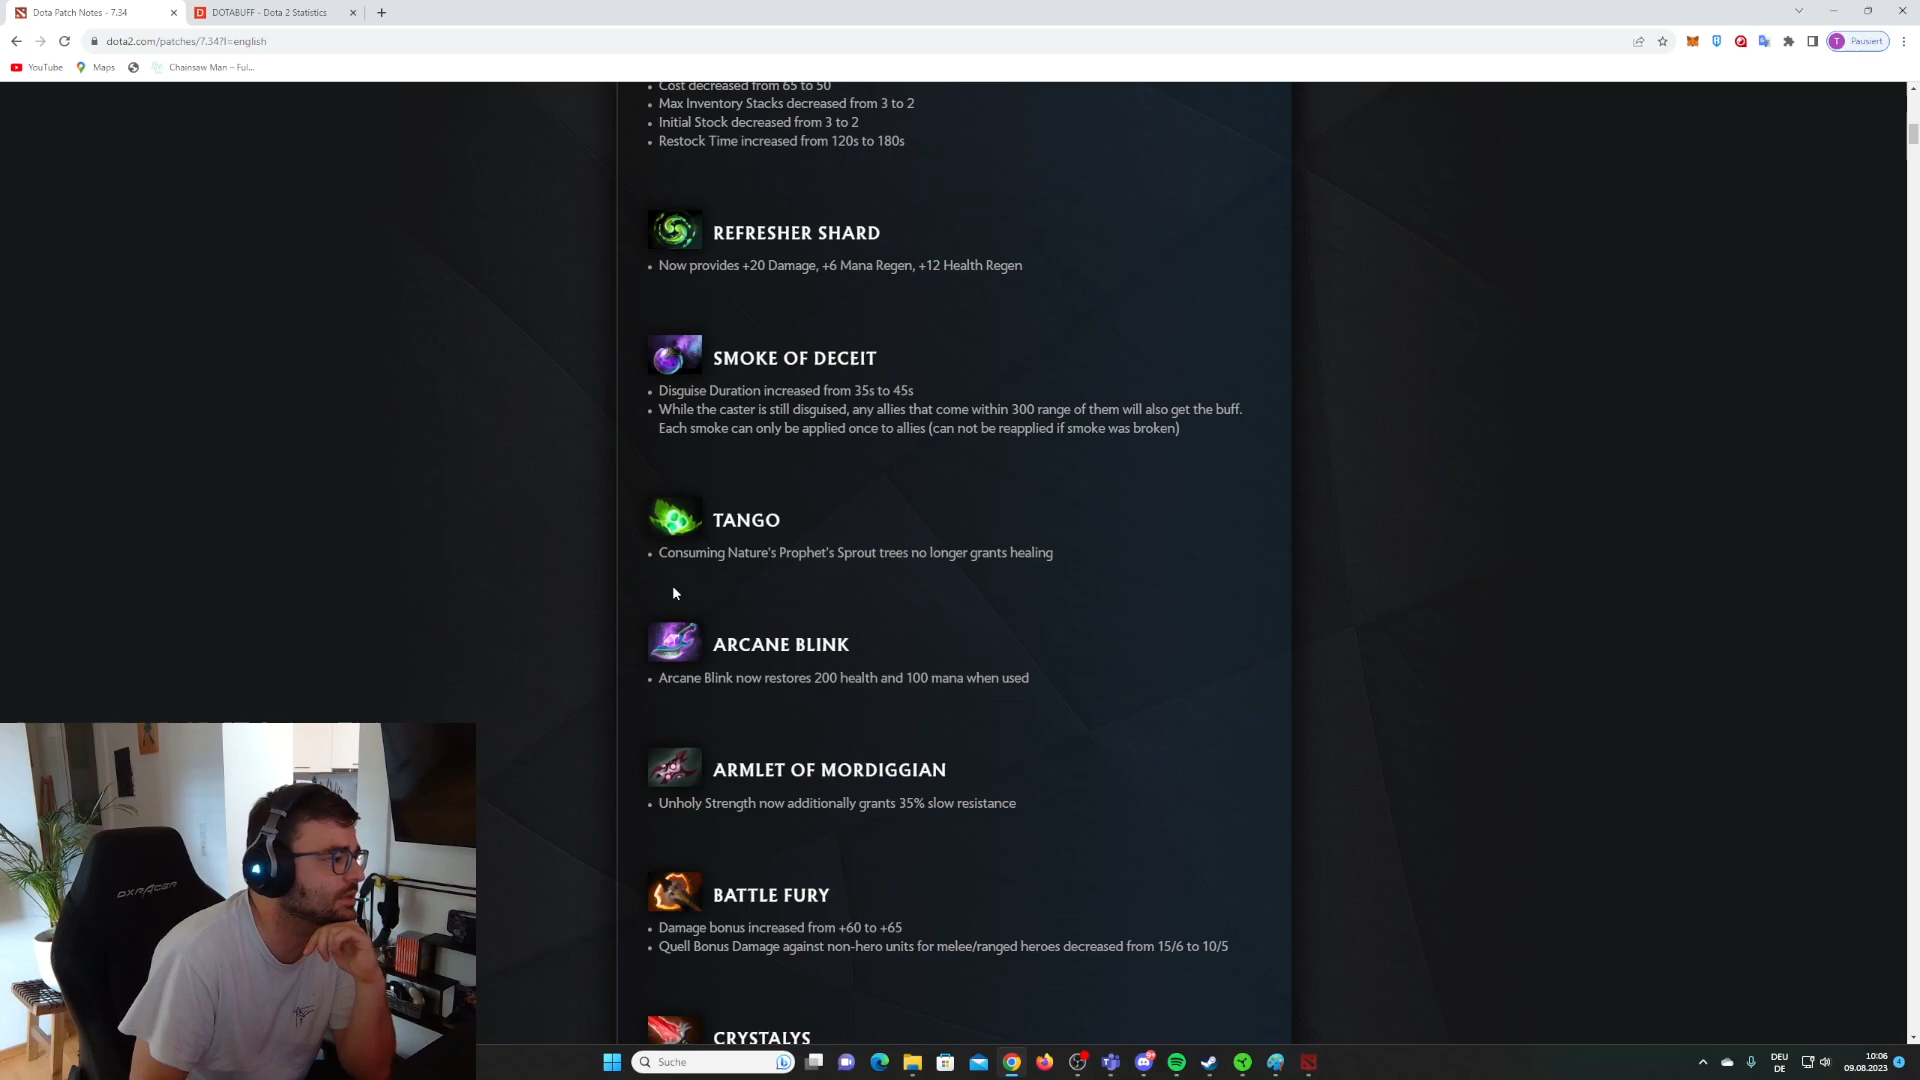 Dota Patch Notes - 7.34
DOTABUFF - Dota 2 Statistics
dota2.com/patches/7.34?l=english
T
Pausiert
YouTube
Maps
Chainsaw Man – Ful...
Cost decreased from 65 to 50
Max Inventory Stacks decreased from 3 to 2
Initial Stock decreased from 3 to 2
Restock Time increased from 120s to 180s
REFRESHER SHARD
Now provides +20 Damage, +6 Mana Regen, +12 Health Regen
SMOKE OF DECEIT
Disguise Duration increased from 35s to 45s
While the caster is still disguised, any allies that come within 300 range of them will also get the buff.
Each smoke can only be applied once to allies (can not be reapplied if smoke was broken)
TANGO
Consuming Nature's Prophet's Sprout trees no longer grants healing
ARCANE BLINK
Arcane Blink now restores 200 health and 100 mana when used
ARMLET OF MORDIGGIAN
Unholy Strength now additionally grants 35% slow resistance
BATTLE FURY
Damage bonus increased from +60 to +65
Quell Bonus Damage against non-hero units for melee/ranged heroes decreased from 15/6 to 10/5
CRYSTALYS
DXRACER
Suche
DEU
DE
10:06
09.08.2023
4